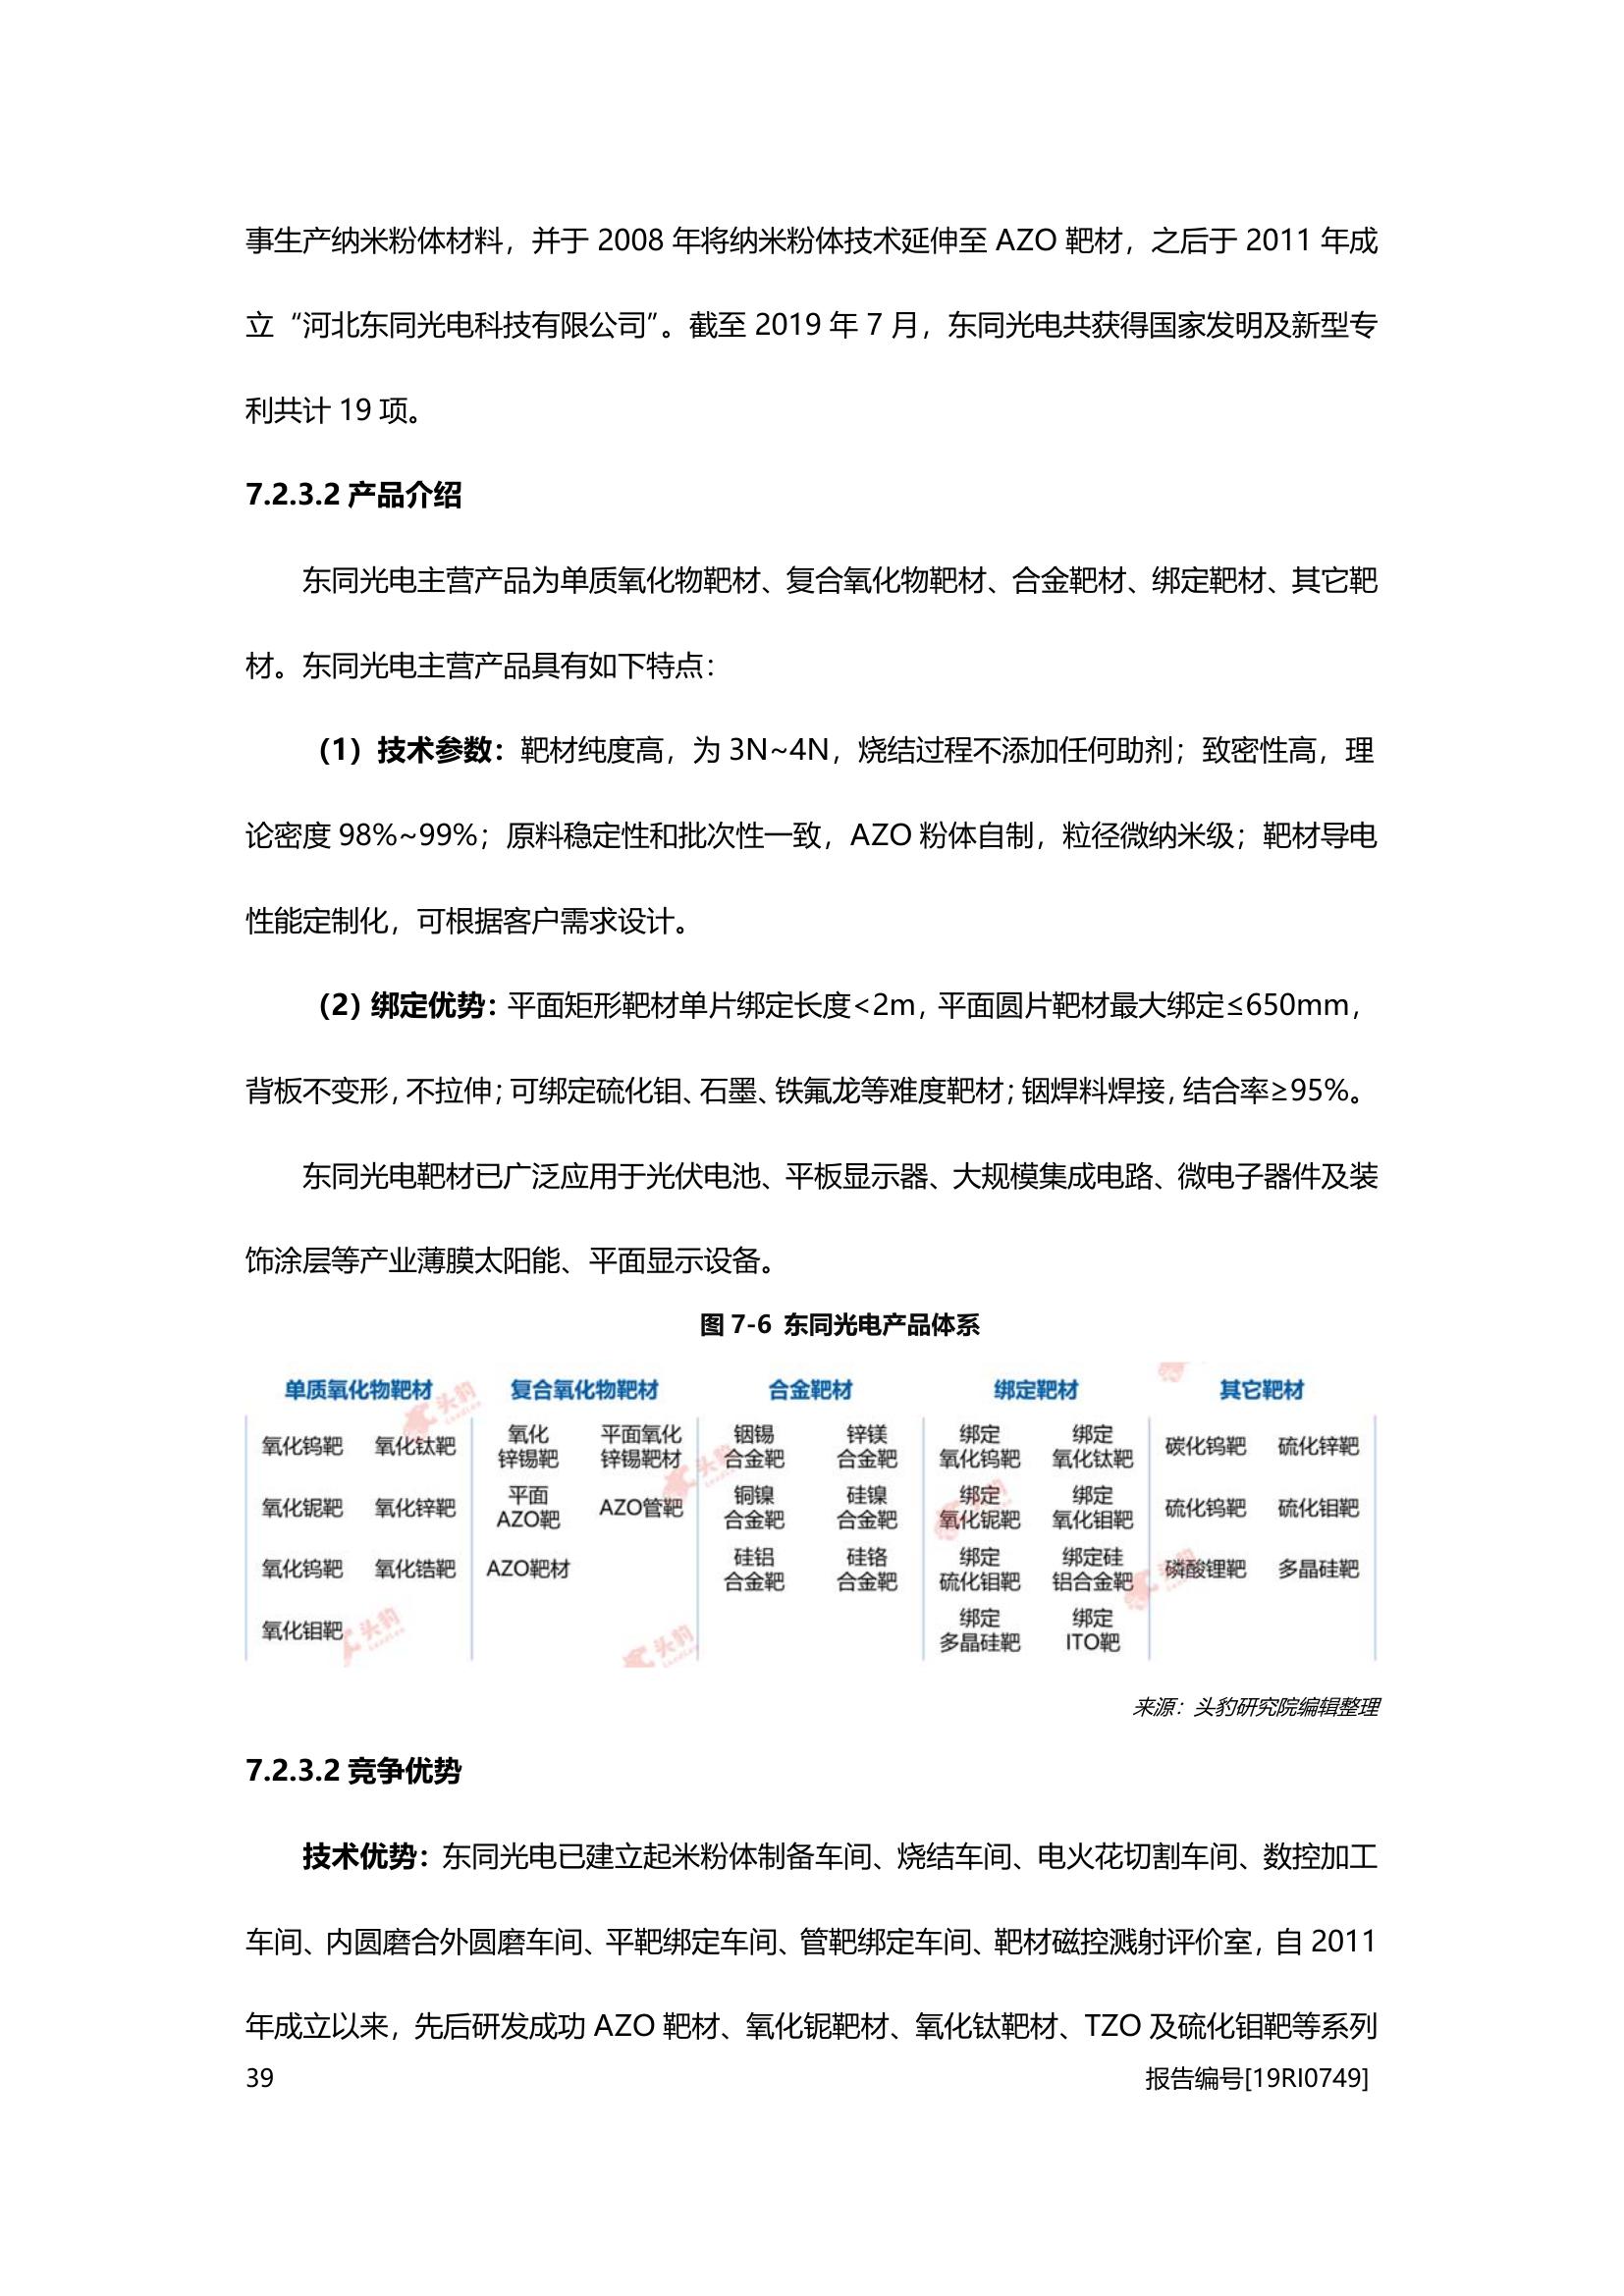 事生产纳米粉体材料，并于 2008 年将纳米粉体技术延伸至 AZO 靶材，之后于 2011 年成
立“河北东同光电科技有限公司”。截至 2019 年 7 月，东同光电共获得国家发明及新型专
利共计 19 项。
7.2.3.2 产品介绍
东同光电主营产品为单质氧化物靶材、复合氧化物靶材、合金靶材、绑定靶材、其它靶
材。东同光电主营产品具有如下特点：
（1）技术参数：靶材纯度高，为 3N~4N，烧结过程不添加任何助剂；致密性高，理
论密度 98%~99%；原料稳定性和批次性一致，AZO 粉体自制，粒径微纳米级；靶材导电
性能定制化，可根据客户需求设计。
（2）绑定优势：平面矩形靶材单片绑定长度<2m，平面圆片靶材最大绑定≤650mm，
背板不变形，不拉伸；可绑定硫化钼、石墨、铁氟龙等难度靶材；铟焊料焊接，结合率≥95%。
东同光电靶材已广泛应用于光伏电池、平板显示器、大规模集成电路、微电子器件及装
饰涂层等产业薄膜太阳能、平面显示设备。
图 7-6 东同光电产品体系
单质氧化物靶材 复合氧化物靶材 合金靶材 绑定靶材 其它靶材
氧化钨靶 氧化钛靶
氧化铌靶 氧化锌靶
氧化钨靶 氧化锆靶
氧化钼靶
氧化 平面氧化
锌锡靶 锌锡靶材
平面
AZO靶 AZO管靶
AZO靶材
铟锡 锌镁
合金靶 合金靶
铜镍 硅镍
合金靶 合金靶
硅铝 硅铬
合金靶 合金靶
绑定 绑定
氧化钨靶 氧化钛靶
绑定 绑定
氧化铌靶 氧化钼靶
绑定 绑定硅
硫化钼靶 铝合金靶
绑定 绑定
多晶硅靶 ITO靶
碳化钨靶 硫化锌靶
硫化钨靶 硫化钼靶
磷酸锂靶 多晶硅靶
头豹
头豹
头豹
头豹
来源：头豹研究院编辑整理
7.2.3.2 竞争优势
技术优势：东同光电已建立起米粉体制备车间、烧结车间、电火花切割车间、数控加工
车间、内圆磨合外圆磨车间、平靶绑定车间、管靶绑定车间、靶材磁控溅射评价室，自 2011
年成立以来，先后研发成功 AZO 靶材、氧化铌靶材、氧化钛靶材、TZO 及硫化钼靶等系列
39 报告编号[19RI0749]